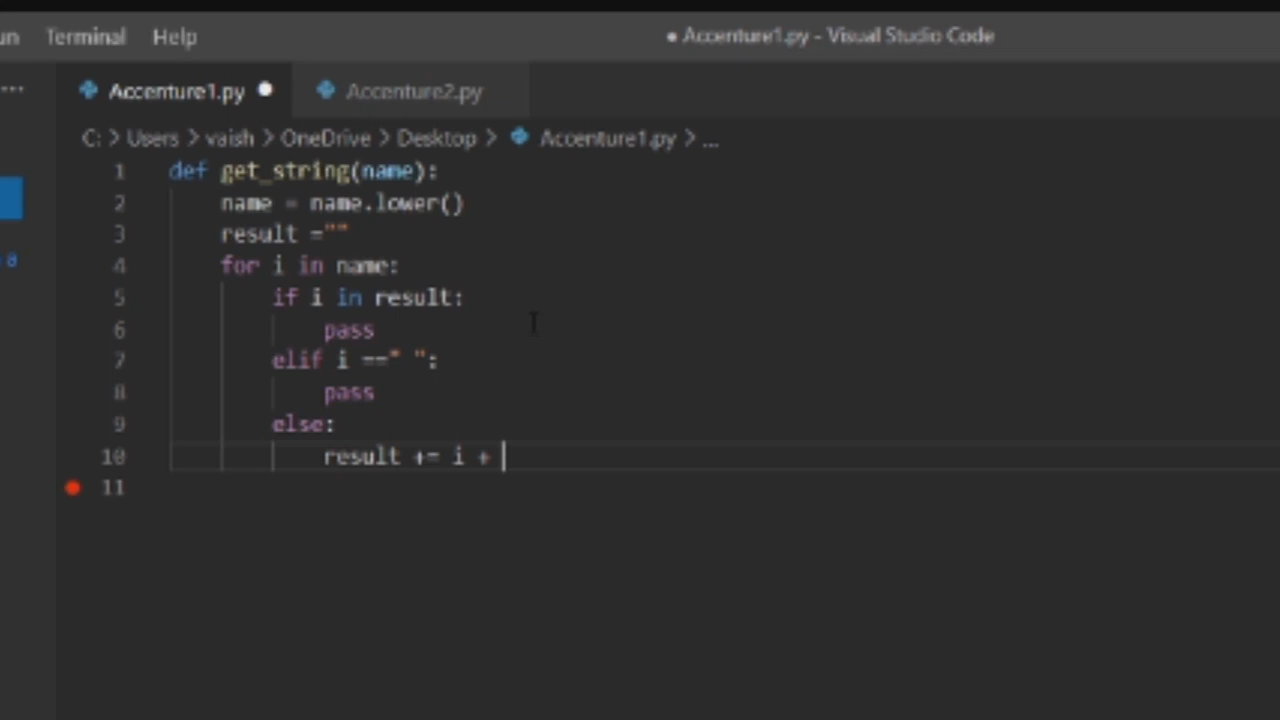 un Terminal Help ● Accenture1.py - Visual Studio Code
... Accenture1.py ● Accenture2.py
C: > Users > vaish > OneDrive > Desktop > Accenture1.py > ...
1 def get_string(name):
2 name = name.lower()
3 result =""
4 for i in name:
5 if i in result:
6 pass
7 elif i ==" ":
8 pass
9 else:
10 result += i +
11